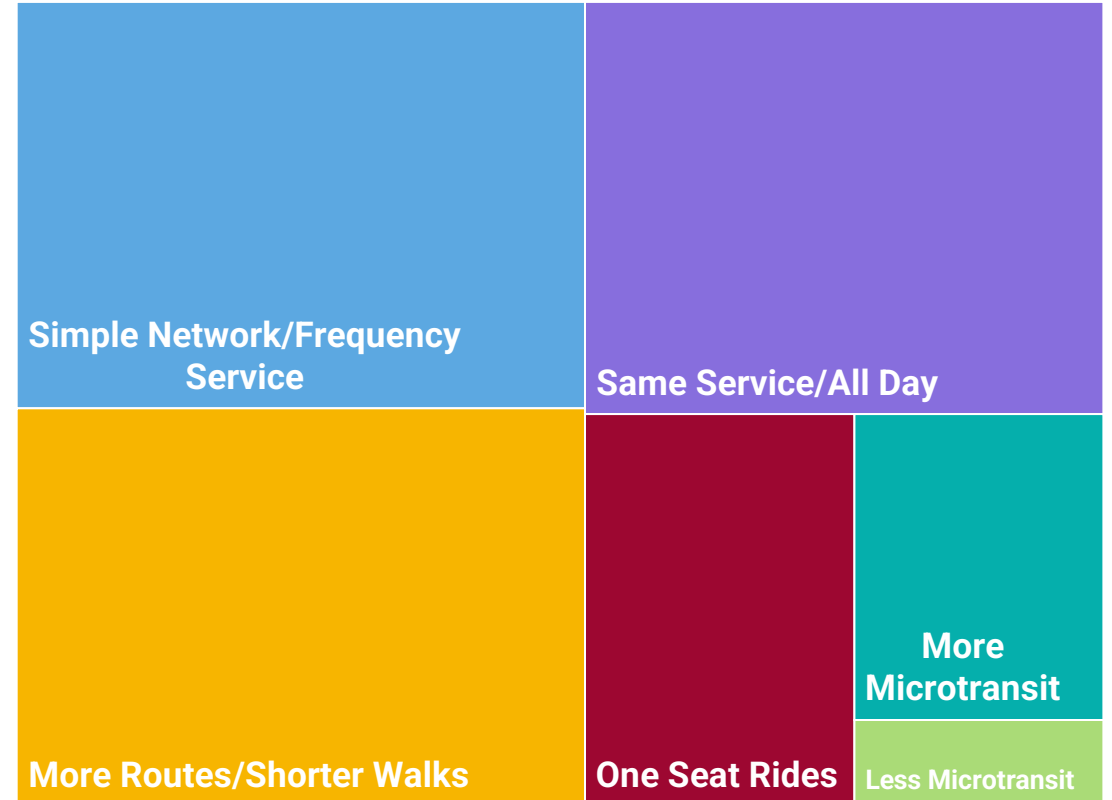 Simple Network/Frequency
Service
Same Service/All Day
More Routes/Shorter Walks
One Seat Rides
More
Microtransit
Less Microtransit